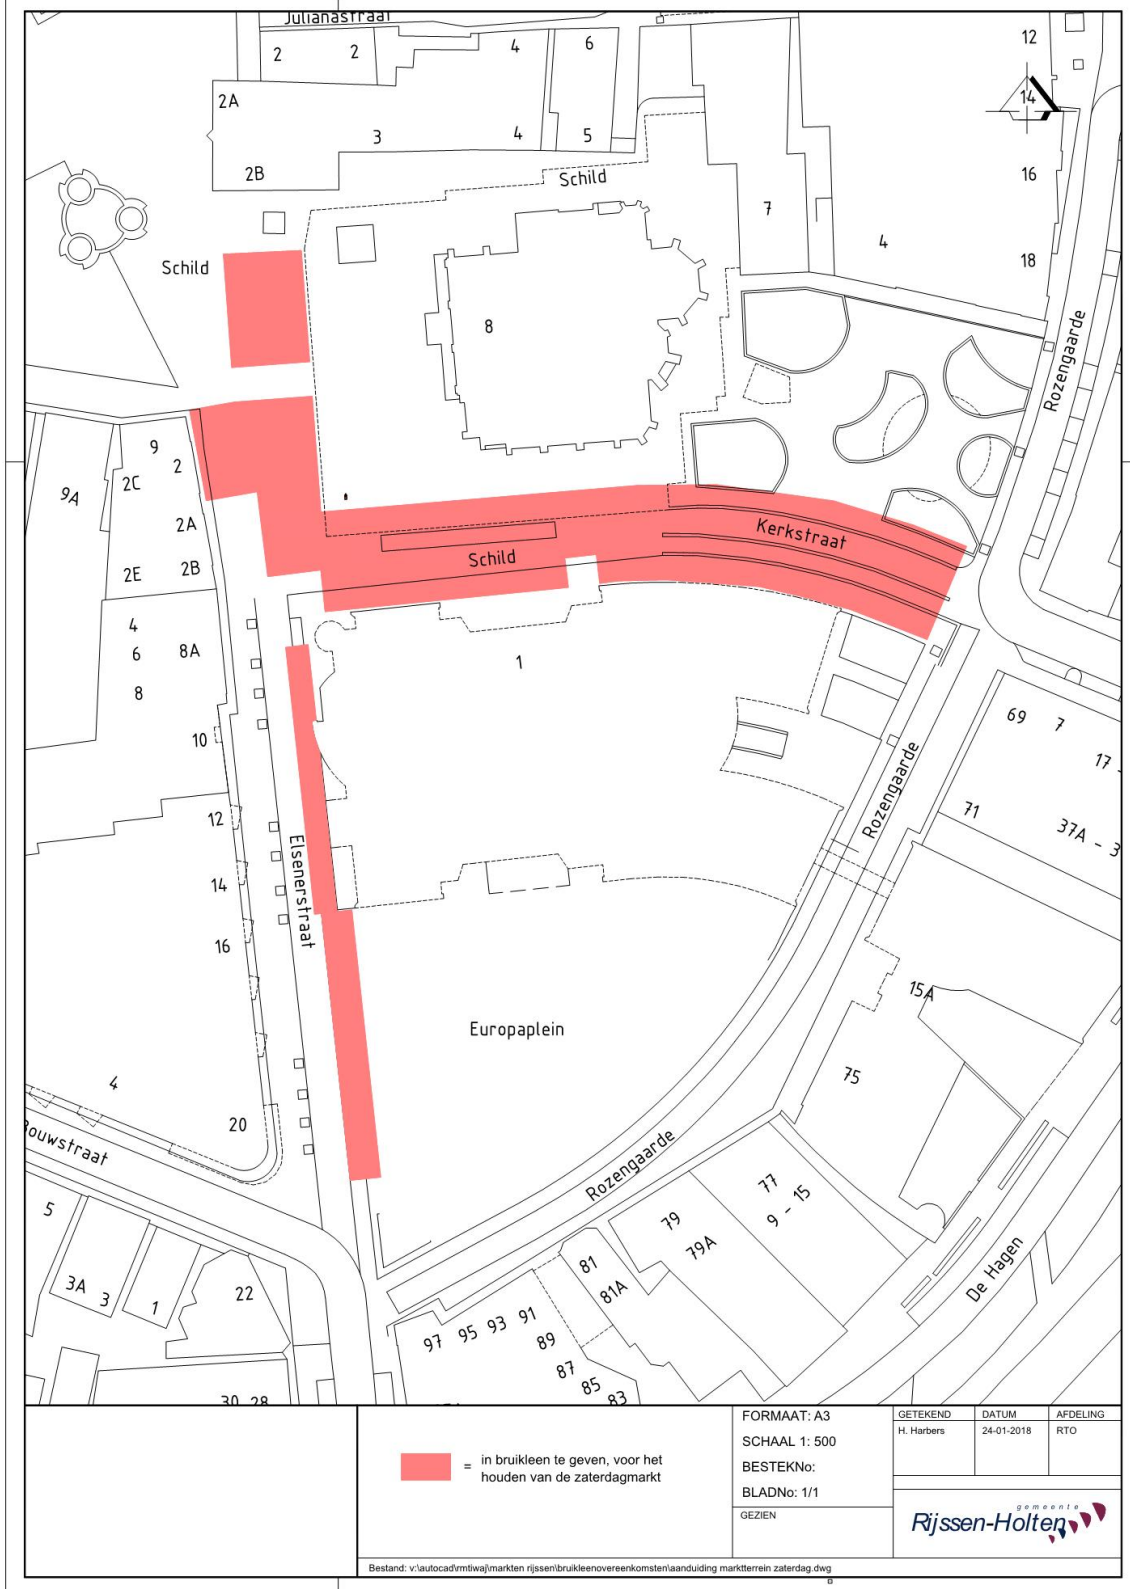 Julianastraat
2
2
4
6
12
2A
14
3
4
5
2B
Schild
16
7
4
18
Schild
8
Rozengaarde
9
2
2C
9A
2A
Kerkstraat
2E
2B
Schild
4
6
8A
1
8
10
69
7
17 -
Rozengaarde
71
12
37A - 3
14
Elsenerstraat
16
15A
Europaplein
75
4
20
Bouwstraat
Rozengaarde
77
9 - 15
5
79
79A
De Hagen
81
81A
3A
3
1
22
97
95
93
91
89
87
85
83
30
28
= in bruikleen te geven, voor het
houden van de zaterdagmarkt
FORMAAT: A3
SCHAAL 1: 500
BESTEKNo:
BLADNo: 1/1
GEZIEN
GETEKEND
DATUM
AFDELING
H. Harbers
24-01-2018
RTO
gemeente
Rijssen-Holten
Bestand: v:\autocad\rmtiwaj\markten rijssen\bruikleenovereenkomsten\aanduiding marktterrein zaterdag.dwg